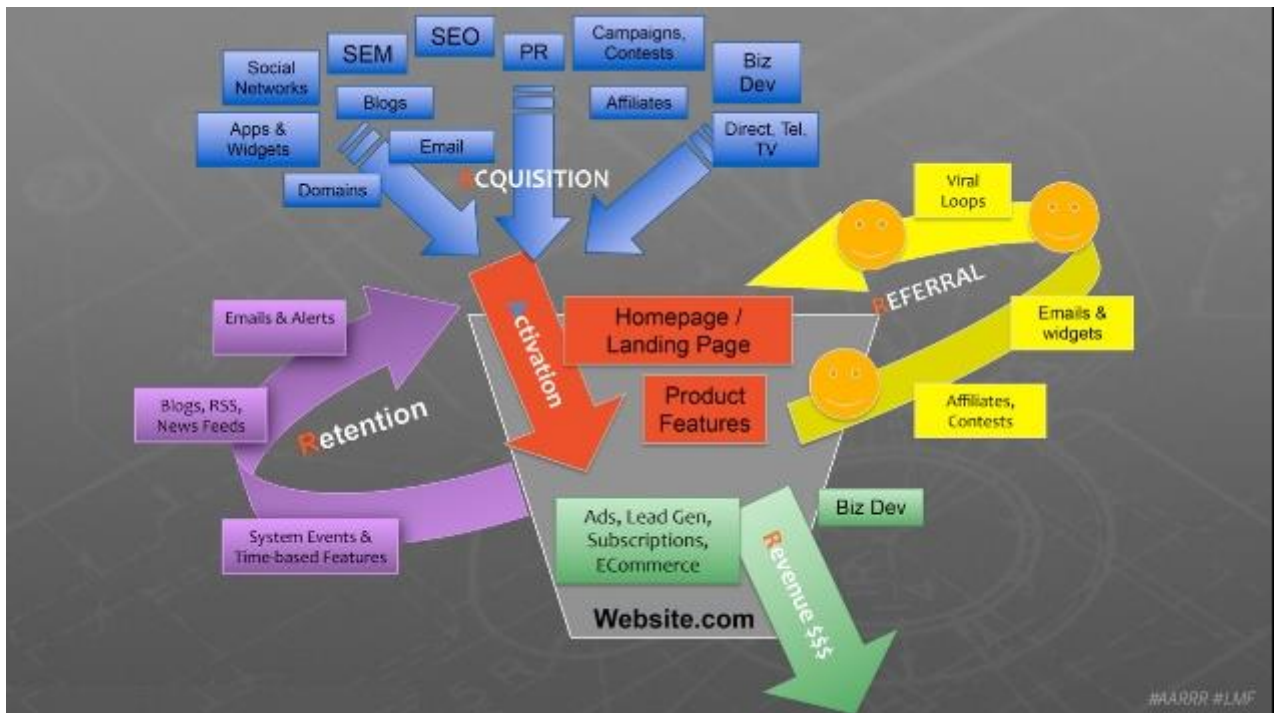 SEO
Campaigns,
Contests
SEM
PR
Biz
Dev
Social
Networks
Blogs
Affiliates
Apps &
Widgets
Email
Direct, Tel,
TV
Domains
ACQUISITION
Viral
Loops
REFERRAL
Emails &
widgets
Affiliates,
Contests
Activation
Homepage /
Landing Page
Product
Features
Emails & Alerts
Blogs, RSS,
News Feeds
Retention
System Events &
Time-based Features
Ads, Lead Gen,
Subscriptions,
ECommerce
Biz Dev
Revenue $$$
Website.com
#AARRR #LMF